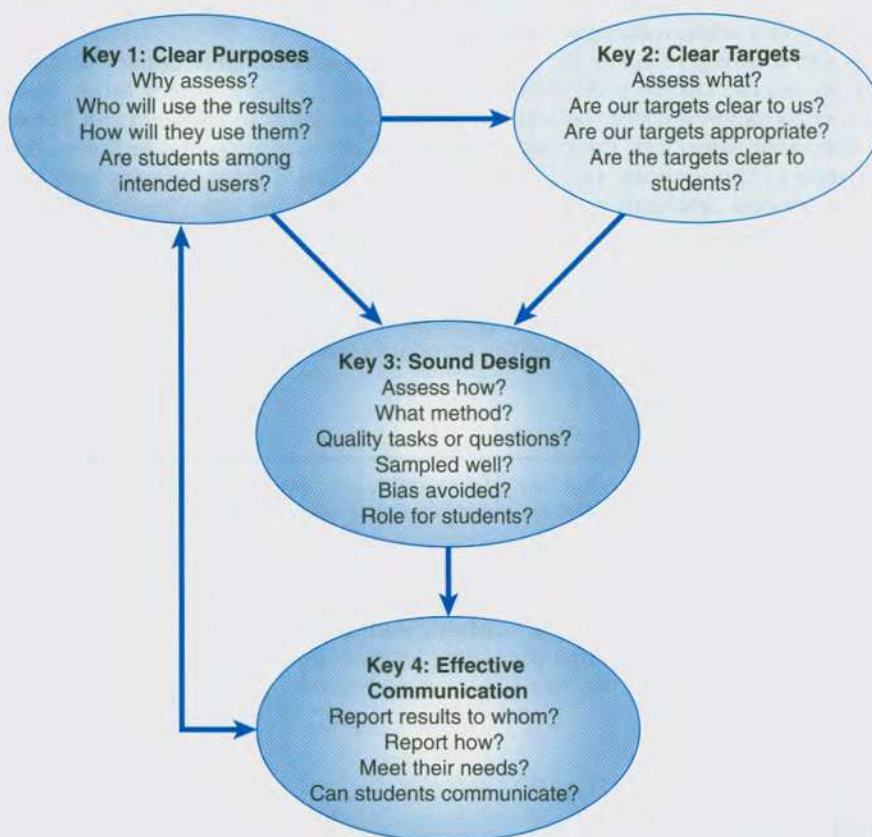 Key 1: Clear Purposes
Why assess?
Who will use the results?
How will they use them?
Are students among
intended users?
Key 2: Clear Targets
Assess what?
Are our targets clear to us?
Are our targets appropriate?
Are the targets clear to
students?
Key 3: Sound Design
Assess how?
What method?
Quality tasks or questions?
Sampled well?
Bias avoided?
Role for students?
Key 4: Effective
Communication
Report results to whom?
Report how?
Meet their needs?
Can students communicate?